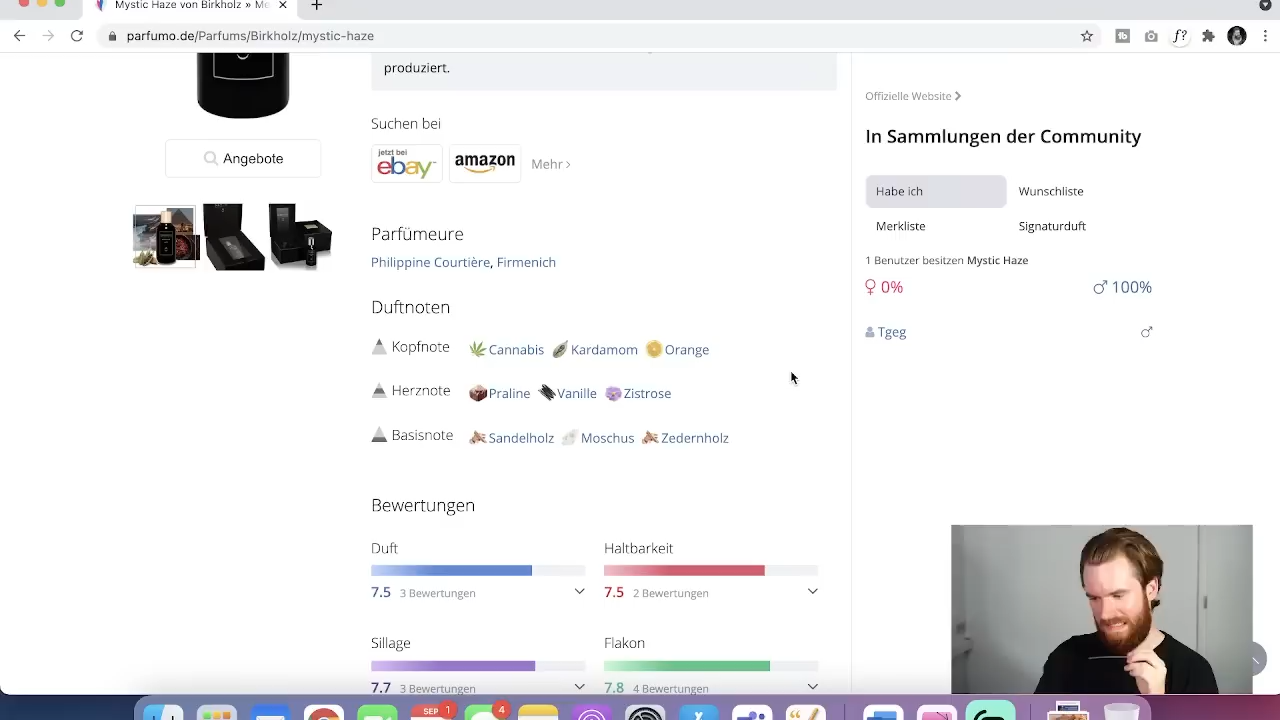 Mystic Haze von Birkholz » Me
parfumo.de/Parfums/Birkholz/mystic-haze
produziert.
Angebote
Suchen bei
jetzt bei ebay
amazon
Mehr
Parfümeure
Philippine Courtière, Firmenich
Duftnoten
Kopfnote Cannabis Kardamom Orange
Herznote Praline Vanille Zistrose
Basisnote Sandelholz Moschus Zedernholz
Bewertungen
Duft Haltbarkeit
7.5 3 Bewertungen 7.5 2 Bewertungen
Sillage Flakon
7.7 3 Bewertungen 7.8 4 Bewertungen
Offizielle Website
In Sammlungen der Community
Habe ich Wunschliste
Merkliste Signaturduft
1 Benutzer besitzen Mystic Haze
♀ 0% ♂ 100%
Tgeg ♂
SEP 1
4